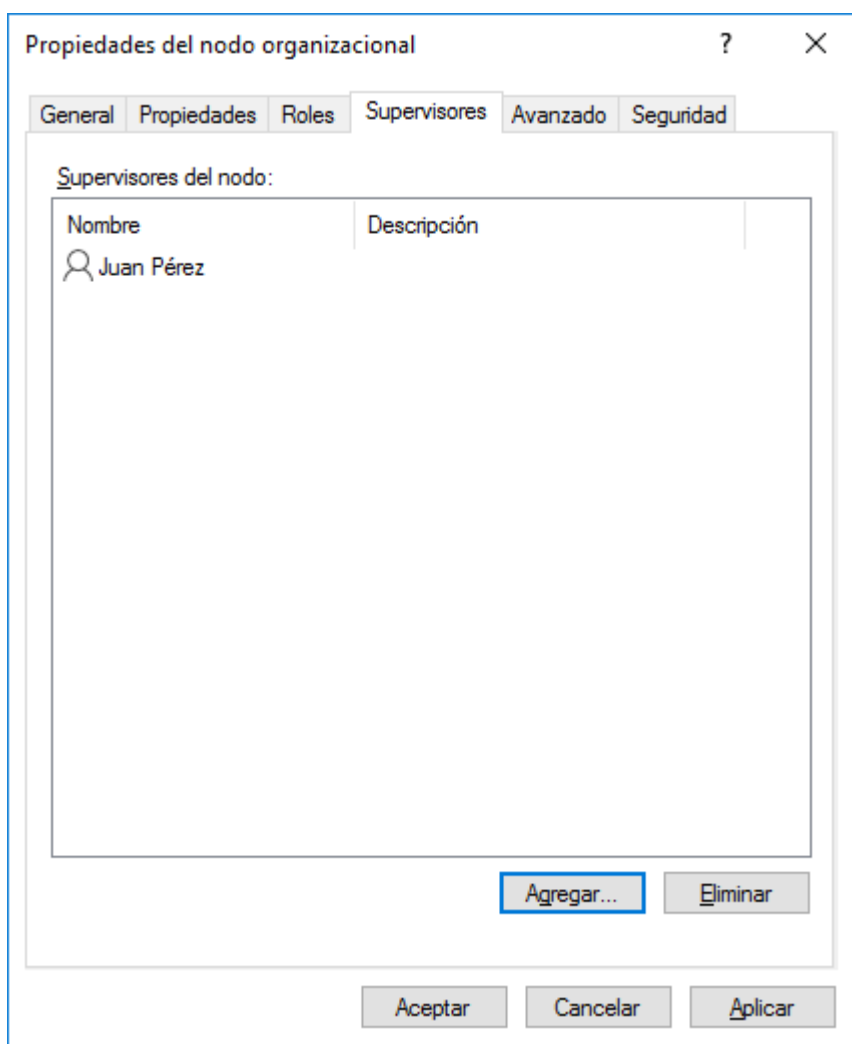 Propiedades del nodo organizacional ?
General Propiedades Roles Supervisores Avanzado Seguridad
Supervisores del nodo:
Nombre Descripción
Juan Pérez
Agregar... Eliminar
Aceptar Cancelar Aplicar